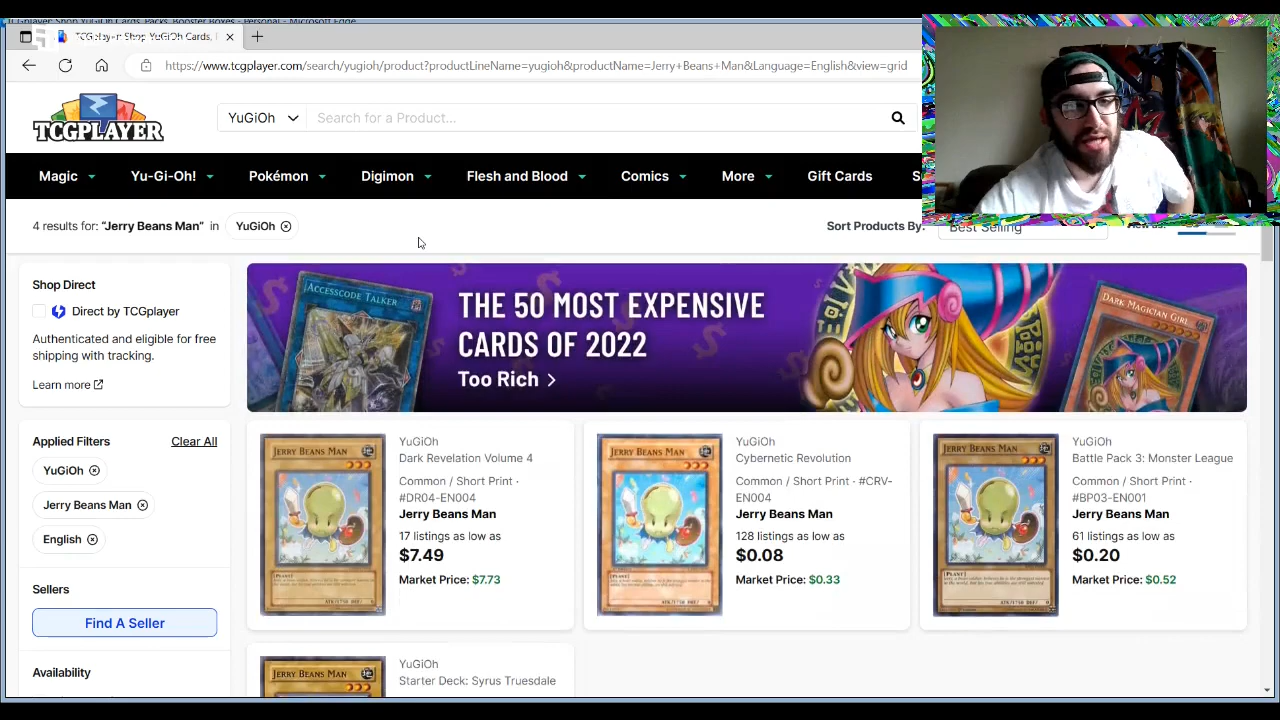 TCGplayer Shop YuGiOh Cards, Packs, Booster Boxes - Personal - Microsoft Edge
Shop YuGiOh Cards,
https://www.tcgplayer.com/search/yugioh/product?productLineName=yugioh&productName=Jerry+Beans+Man&Language=English&view=grid
TCGPLAYER
YuGiOh
Search for a Product...
Magic
Yu-Gi-Oh!
Pokémon
Digimon
Flesh and Blood
Comics
More
Gift Cards
4 results for: "Jerry Beans Man" in YuGiOh
Sort Products By:
Best Selling
Shop Direct
Direct by TCGplayer
Authenticated and eligible for free
shipping with tracking.
Learn more
ACCESSCODE TALKER
THE 50 MOST EXPENSIVE
CARDS OF 2022
Too Rich >
DARK MAGICIAN GIRL
Applied Filters
Clear All
YuGiOh
Jerry Beans Man
English
Sellers
Find A Seller
Availability
JERRY BEANS MAN
YuGiOh
Dark Revelation Volume 4
Common / Short Print ·
#DR04-EN004
Jerry Beans Man
17 listings as low as
$7.49
Market Price: $7.73
JERRY BEANS MAN
YuGiOh
Cybernetic Revolution
Common / Short Print · #CRV-
EN004
Jerry Beans Man
128 listings as low as
$0.08
Market Price: $0.33
JERRY BEANS MAN
YuGiOh
Battle Pack 3: Monster League
Common / Short Print ·
#BP03-EN001
Jerry Beans Man
61 listings as low as
$0.20
Market Price: $0.52
JERRY BEANS MAN
YuGiOh
Starter Deck: Syrus Truesdale